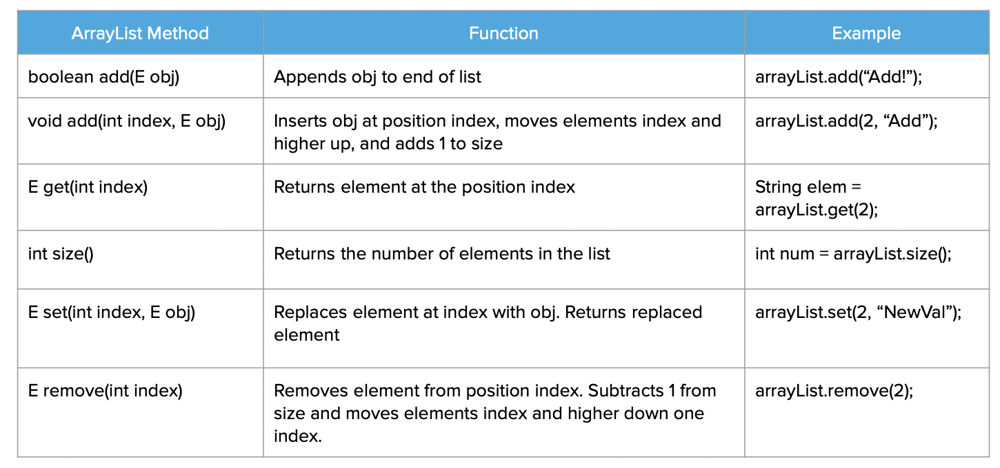 ArrayList Method Function Example
boolean add(E obj) Appends obj to end of list arrayList.add(“Add!”);
void add(int index, E obj) Inserts obj at position index, moves elements index and arrayList.add(2, “Add”);
higher up, and adds 1 to size
E get(int index) Returns element at the position index String elem =
arrayList.get(2);
int size() Returns the number of elements in the list int num = arrayList.size();
E set(int index, E obj) Replaces element at index with obj. Returns replaced arrayList.set(2, “NewVal”);
element
E remove(int index) Removes element from position index. Subtracts 1 from arrayList.remove(2);
size and moves elements index and higher down one
index.